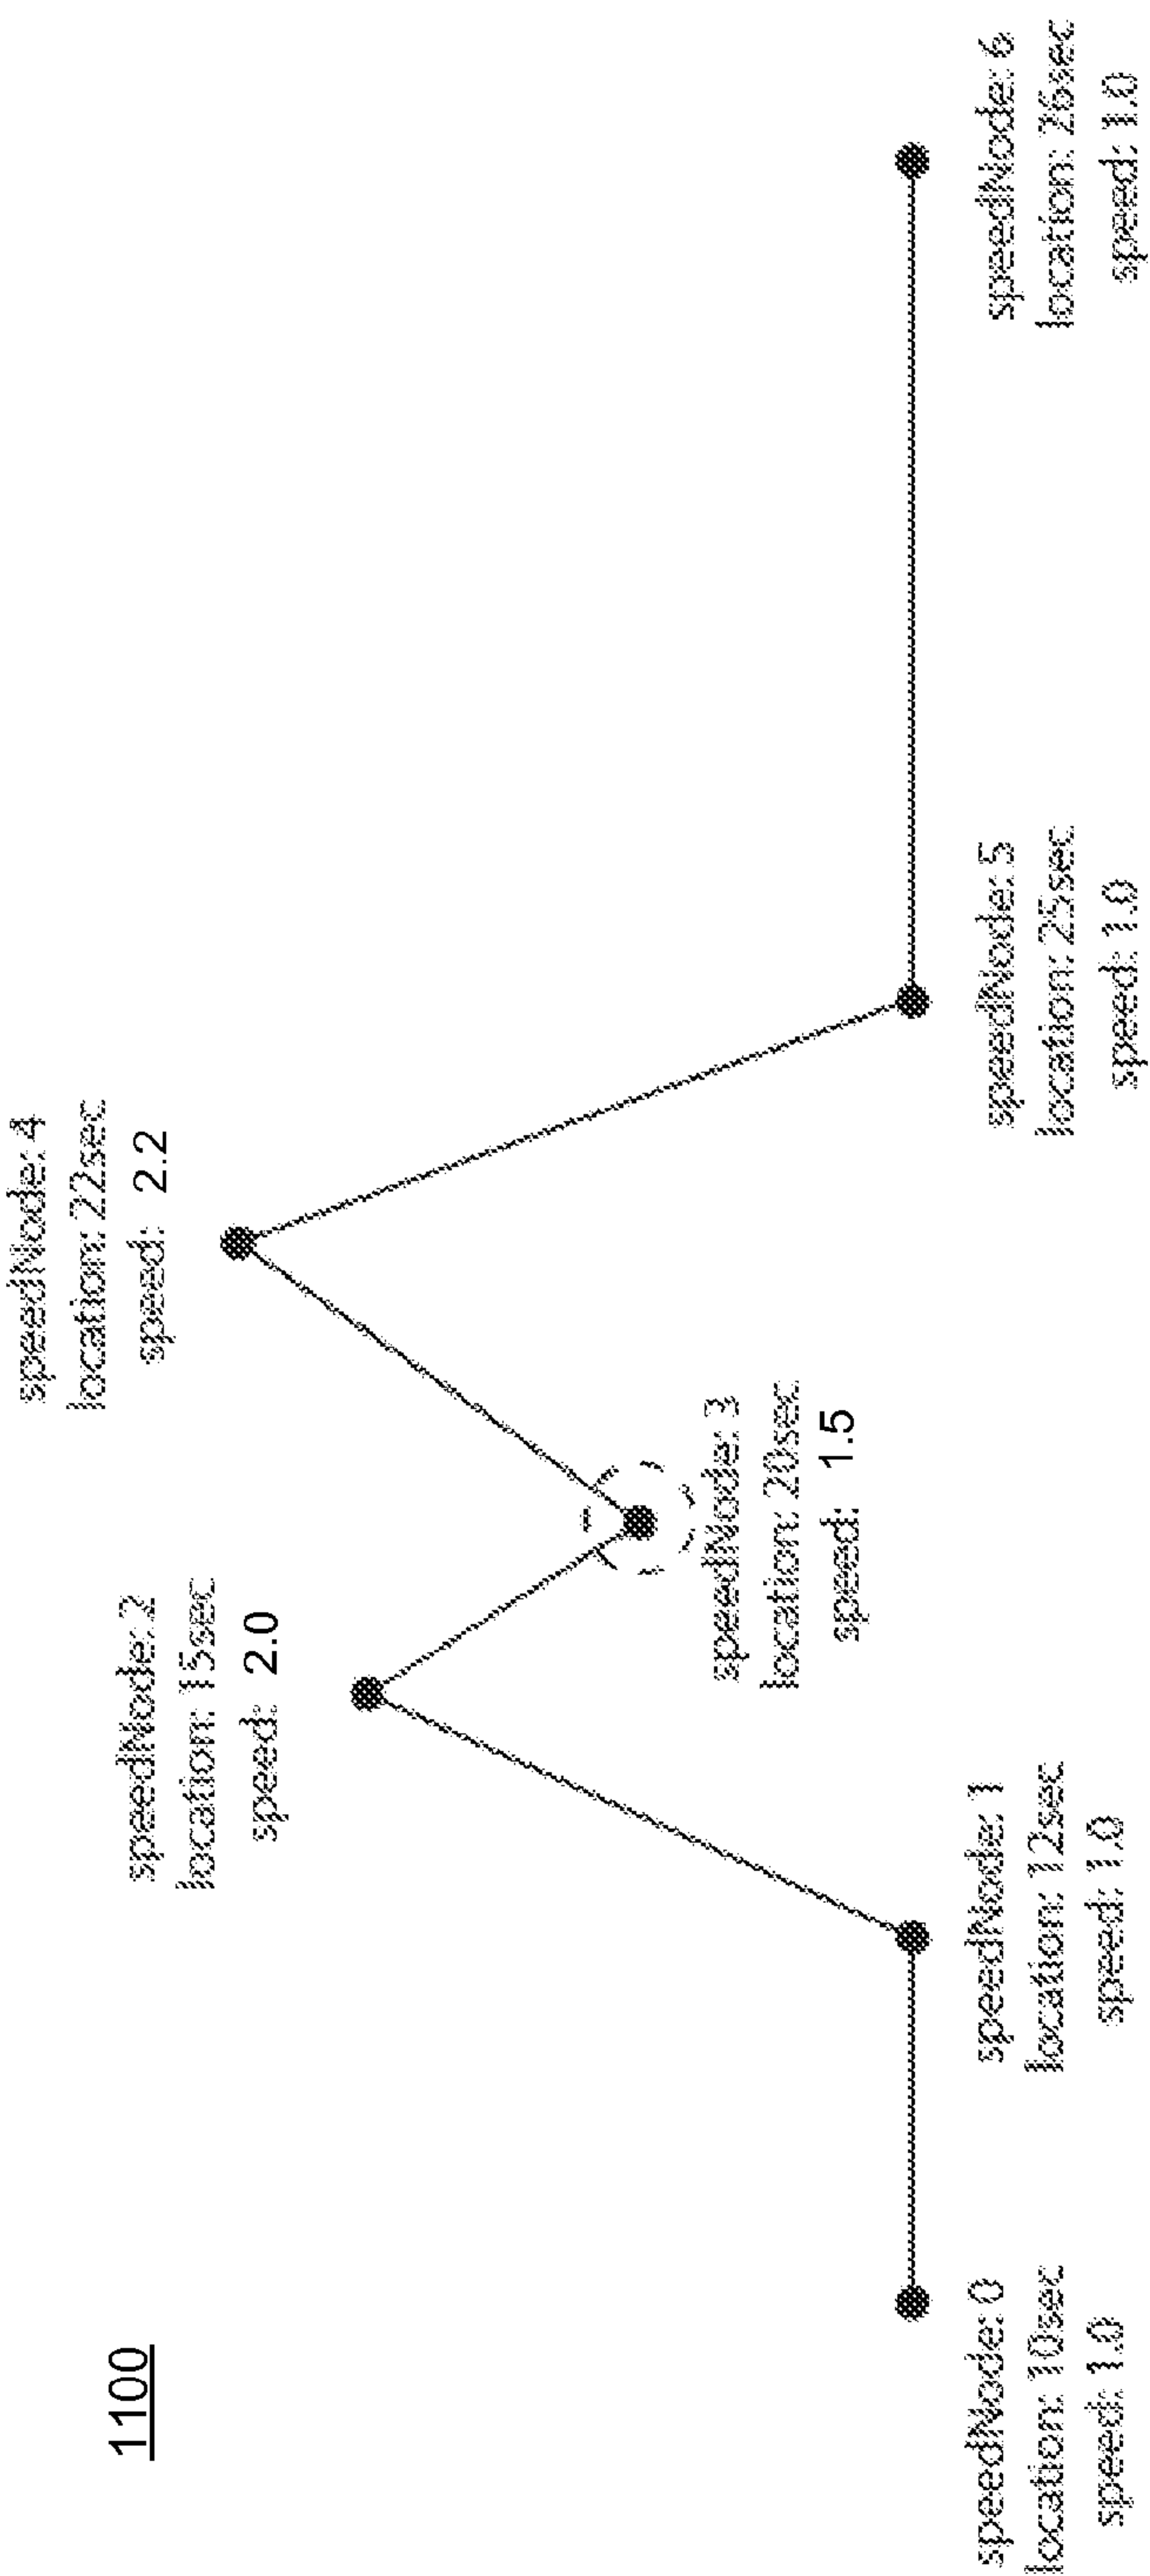 1100
speedNode: 0
location: 10sec
speed: 1.0
speedNode: 1
location: 12sec
speed: 1.0
speedNode: 2
location: 15sec
speed: 2.0
speedNode: 3
location: 20sec
speed: 1.5
speedNode: 4
location: 22sec
speed: 2.2
speedNode: 5
location: 25sec
speed: 1.0
speedNode: 6
location: 26sec
speed: 1.0